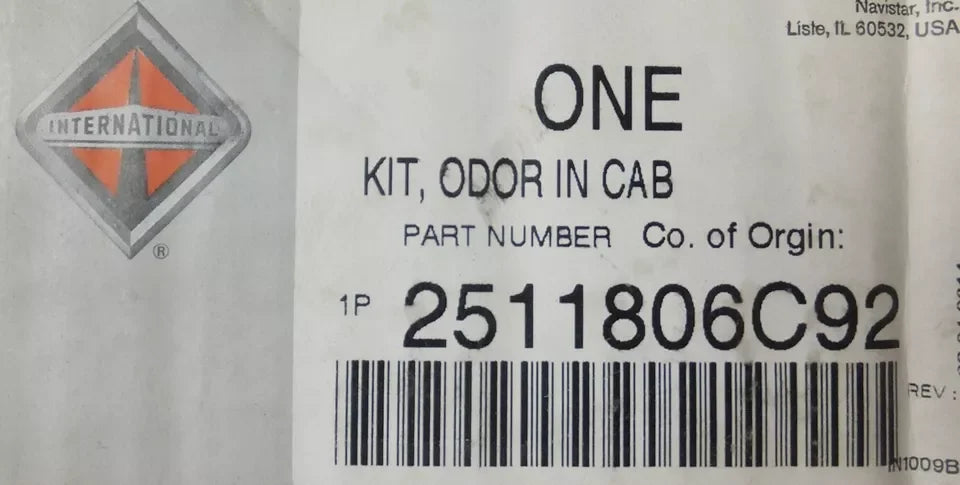 Navistar, Inc.
Liste, IL 60532, USA
INTERNATIONAL
®
ONE
KIT, ODOR IN CAB
PART NUMBER Co. of Orgin:
1P 2511806C92
REV :
IN1009B